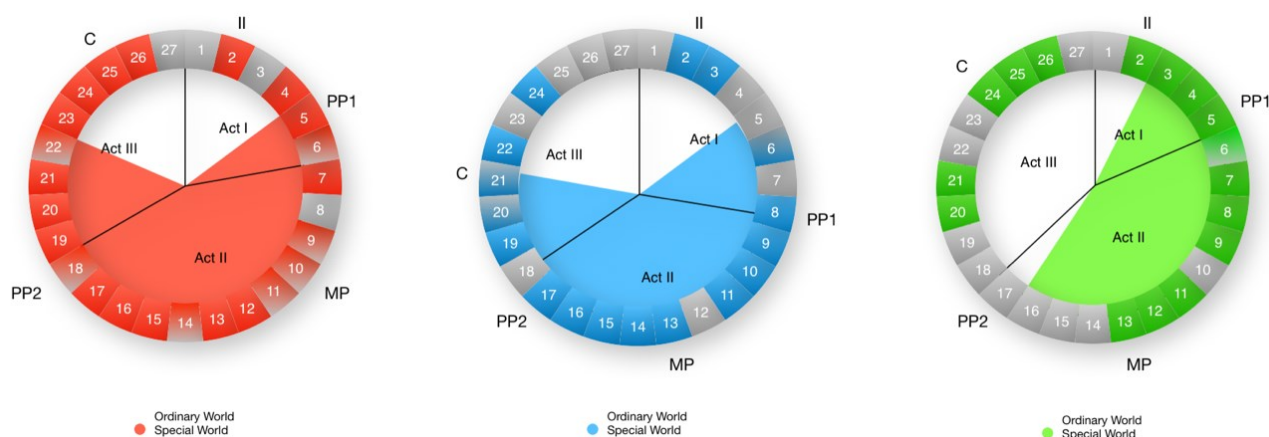 II
C
PP1
PP2
MP
27 1 2 3 4 5 6 7 8 9 10 11 12 13 14 15 16 17 18 19 20 21 22 23 24 25 26
Act I
Act II
Act III
Ordinary World
Special World
II
C
PP1
PP2
MP
27 1 2 3 4 5 6 7 8 9 10 11 12 13 14 15 16 17 18 19 20 21 22 23 24 25 26
Act I
Act II
Act III
Ordinary World
Special World
II
C
PP1
PP2
MP
27 1 2 3 4 5 6 7 8 9 10 11 12 13 14 15 16 17 18 19 20 21 22 23 24 25 26
Act I
Act II
Act III
Ordinary World
Special World